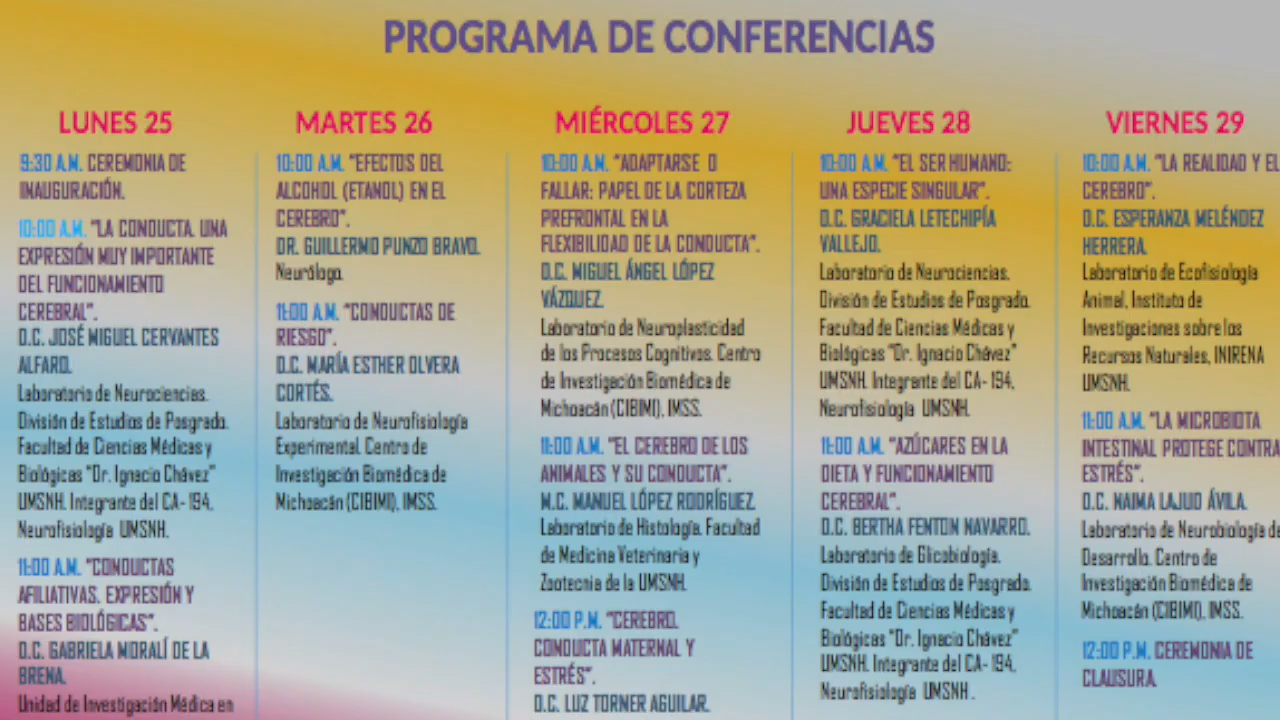 PROGRAMA DE CONFERENCIAS
LUNES 25
9:30 A.M. CEREMONIA DE
INAUGURACIÓN.
10:00 A.M. "LA CONDUCTA. UNA
EXPRESIÓN MUY IMPORTANTE
DEL FUNCIONAMIENTO
CEREBRAL".
D.C. JOSÉ MIGUEL CERVANTES
ALFARO.
Laboratorio de Neurociencias.
División de Estudios de Posgrado.
Facultad de Ciencias Médicas y
Biológicas "Dr. Ignacio Chávez"
UMSNH. Integrante del CA- 194,
Neurofisiología UMSNH.
11:00 A.M. "CONDUCTAS
AFILIATIVAS. EXPRESIÓN Y
BASES BIOLÓGICAS".
D.C. GABRIELA MORALÍ DE LA
BRENA.
Unidad de Investigación Médica en
MARTES 26
10:00 A.M. "EFECTOS DEL
ALCOHOL (ETANOL) EN EL
CEREBRO".
DR. GUILLERMO PUNZO BRAVO.
Neurólogo.
11:00 A.M. "CONDUCTAS DE
RIESGO".
D.C. MARÍA ESTHER OLVERA
CORTÉS.
Laboratorio de Neurofisiología
Experimental. Centro de
Investigación Biomédica de
Michoacán (CIBIMI), IMSS.
MIÉRCOLES 27
10:00 A.M. "ADAPTARSE O
FALLAR: PAPEL DE LA CORTEZA
PREFRONTAL EN LA
FLEXIBILIDAD DE LA CONDUCTA".
D.C. MIGUEL ÁNGEL LÓPEZ
VÁZQUEZ.
Laboratorio de Neuroplasticidad
de los Procesos Cognitivos. Centro
de Investigación Biomédica de
Michoacán (CIBIMI), IMSS.
11:00 A.M. "EL CEREBRO DE LOS
ANIMALES Y SU CONDUCTA".
M.C. MANUEL LÓPEZ RODRÍGUEZ.
Laboratorio de Histología. Facultad
de Medicina Veterinaria y
Zootecnia de la UMSNH.
12:00 P.M. "CEREBRO,
CONDUCTA MATERNAL Y
ESTRÉS".
D.C. LUZ TORNER AGUILAR.
JUEVES 28
10:00 A.M. "EL SER HUMANO:
UNA ESPECIE SINGULAR".
D.C. GRACIELA LETECHIPÍA
VALLEJO.
Laboratorio de Neurociencias.
División de Estudios de Posgrado.
Facultad de Ciencias Médicas y
Biológicas "Dr. Ignacio Chávez"
UMSNH. Integrante del CA- 194,
Neurofisiología UMSNH.
11:00 A.M. "AZÚCARES EN LA
DIETA Y FUNCIONAMIENTO
CEREBRAL".
D.C. BERTHA FENTON NAVARRO.
Laboratorio de Glicobiología.
División de Estudios de Posgrado.
Facultad de Ciencias Médicas y
Biológicas "Dr. Ignacio Chávez"
UMSNH. Integrante del CA- 194,
Neurofisiología UMSNH .
VIERNES 29
10:00 A.M. "LA REALIDAD Y EL
CEREBRO".
D.C. ESPERANZA MELÉNDEZ
HERRERA.
Laboratorio de Ecofisiología
Animal, Instituto de
Investigaciones sobre los
Recursos Naturales, INIRENA
UMSNH.
11:00 A.M. "LA MICROBIOTA
INTESTINAL PROTEGE CONTRA
ESTRÉS".
D.C. NAIMA LAJUD ÁVILA.
Laboratorio de Neurobiología de
Desarrollo. Centro de
Investigación Biomédica de
Michoacán (CIBIMI), IMSS.
12:00 P.M. CEREMONIA DE
CLAUSURA.